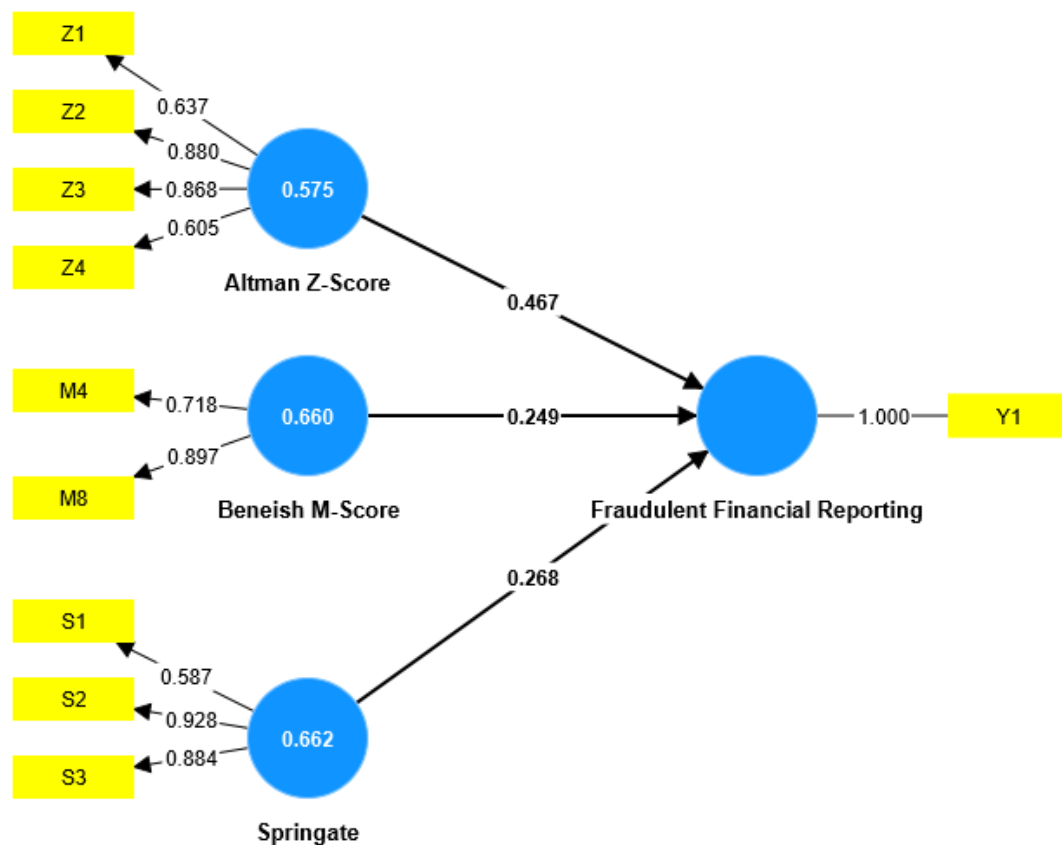 Z1
0.637
Z2
0.880
Z3
0.868
0.575
0.605
Z4
Altman Z-Score
0.467
M4
0.718
0.660
0.249
1.000
Y1
0.897
M8
Beneish M-Score
Fraudulent Financial Reporting
0.268
S1
0.587
S2
0.928
0.662
0.884
S3
Springate